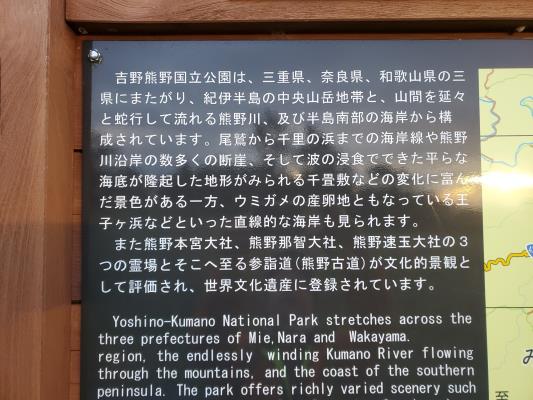 吉野熊野国立公園は、三重県、奈良県、和歌山県の三
県にまたがり、紀伊半島の中央山岳地帯と、山間を延々
と蛇行して流れる熊野川、及び半島南部の海岸から構
成されています。尾鷲から千里の浜までの海岸線や熊野
川沿岸の数多くの断崖、そして波の浸食でできた平らな
海底が隆起した地形がみられる千畳敷などの変化に富ん
だ景色がある一方、ウミガメの産卵地ともなっている王
子ヶ浜などといった直線的な海岸も見られます。
また熊野本宮大社、熊野那智大社、熊野速玉大社の３
つの霊場とそこへ至る参詣道(熊野古道)が文化的景観と
して評価され、世界文化遺産に登録されています。
Yoshino-Kumano National Park stretches across the
three prefectures of Mie,Nara and Wakayama.
region, the endlessly winding Kumano River flowing
through the mountains, and the coast of the southern
peninsula. The park offers richly varied scenery such
み
至